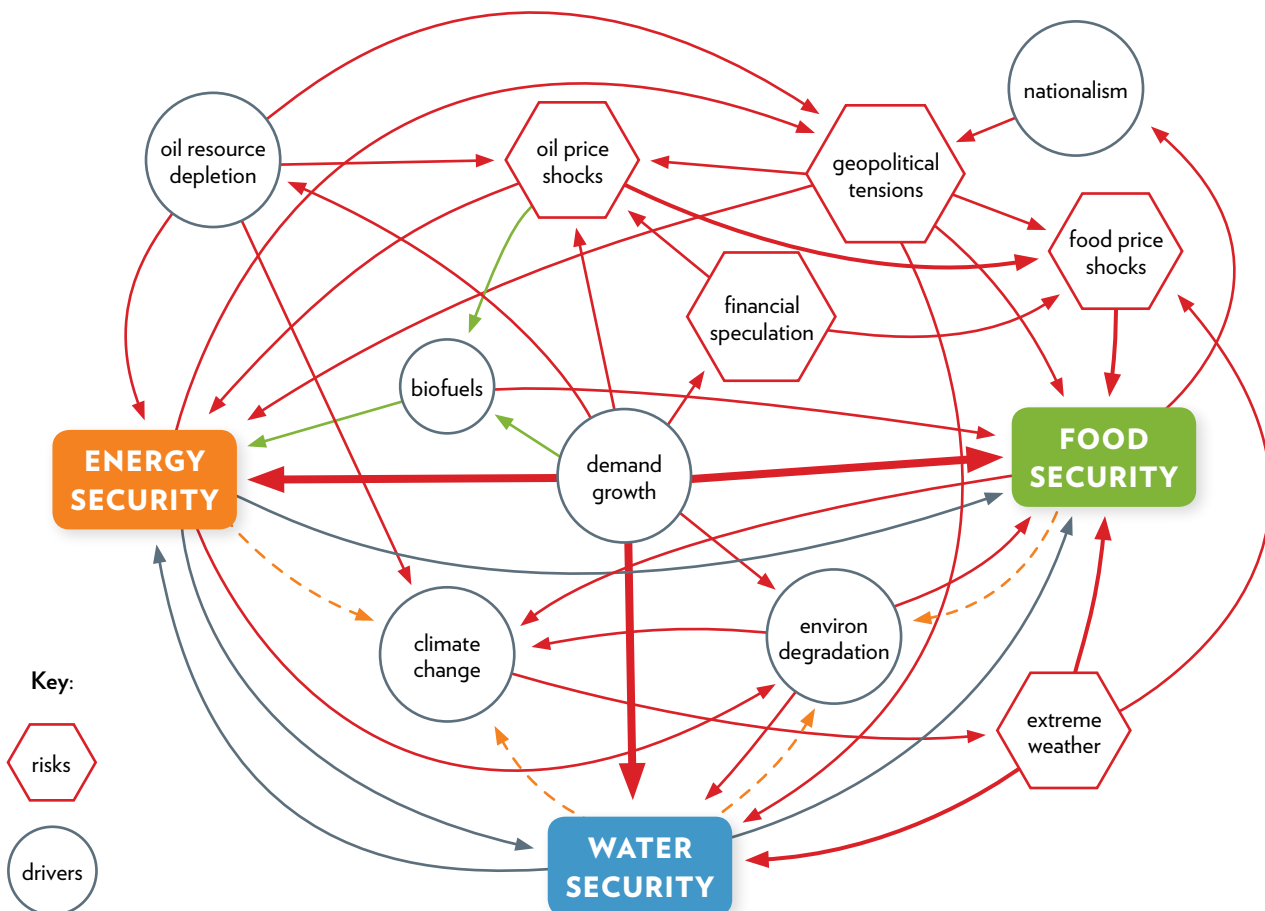 nationalism
oil resource
depletion
oil price
shocks
geopolitical
tensions
food price
shocks
financial
speculation
biofuels
ENERGY
SECURITY
demand
growth
FOOD
SECURITY
climate
change
environ
degradation
extreme
weather
WATER
SECURITY
Key:
risks
drivers